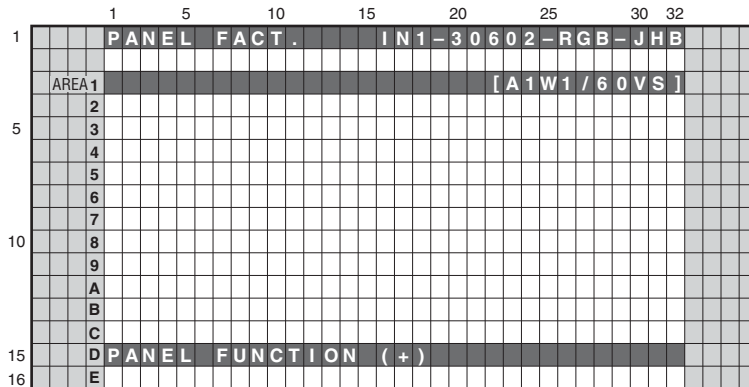 1 5 10 15 20 25 30 32
1 PANEL FACT. IN1–30602–RGB–JHB
AREA 1 [A1W1/60VS]
2
5 3
4
5
6
7
10 8
9
A
B
C
15 D PANEL FUNCTION (+)
16 E